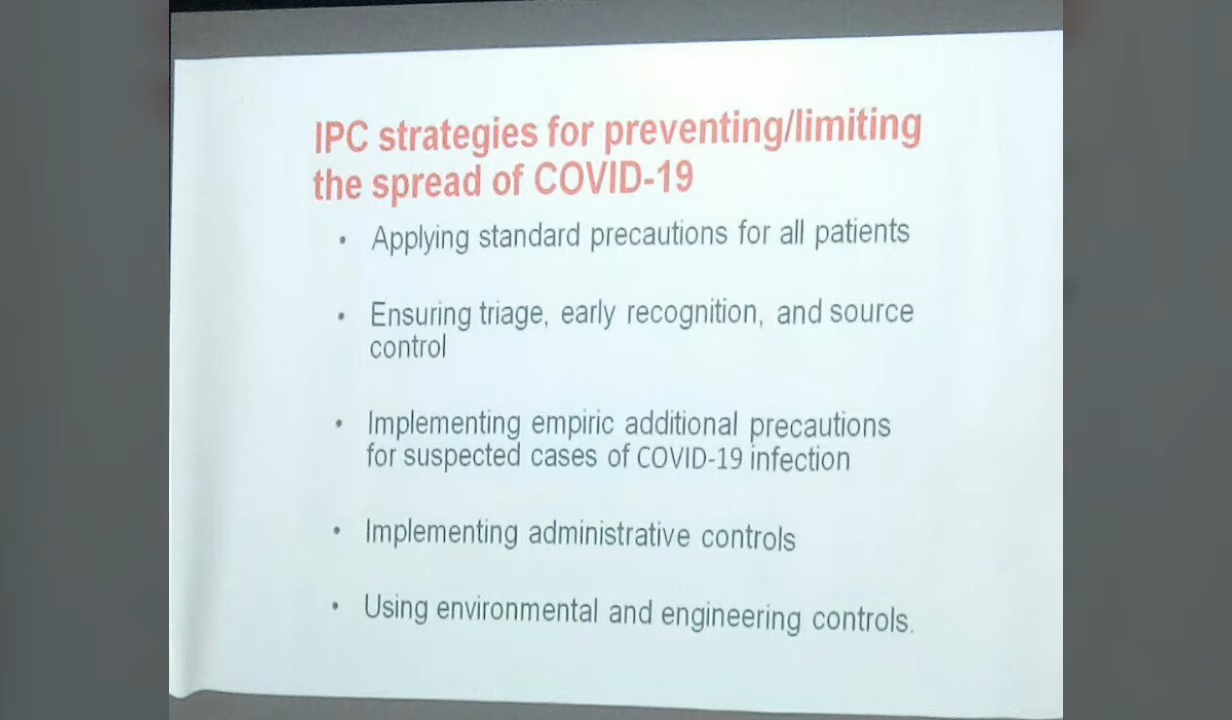 IPC strategies for preventing/limiting
the spread of COVID-19
• Applying standard precautions for all patients
• Ensuring triage, early recognition, and source
control
• Implementing empiric additional precautions
for suspected cases of COVID-19 infection
• Implementing administrative controls
• Using environmental and engineering controls.